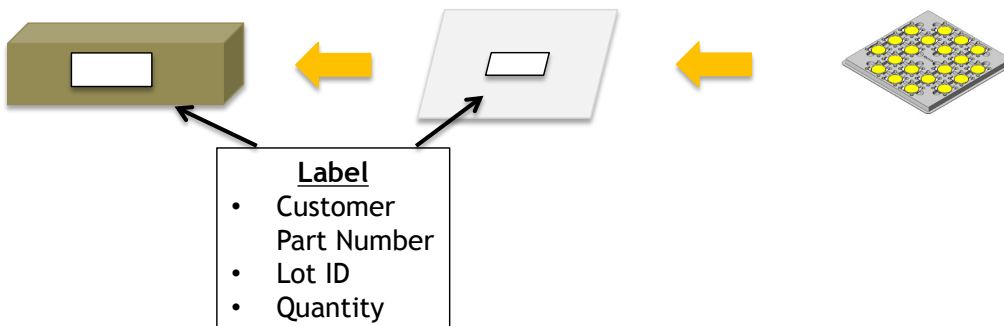 Label
• Customer
Part Number
• Lot ID
• Quantity